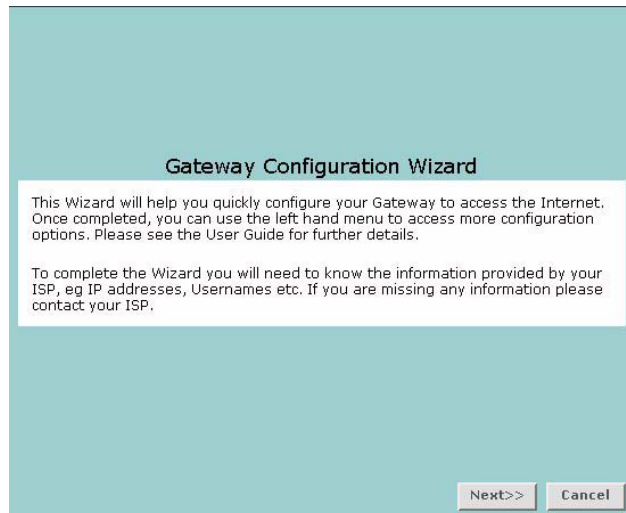 Gateway Configuration Wizard
This Wizard will help you quickly configure your Gateway to access the Internet.
Once completed, you can use the left hand menu to access more configuration
options. Please see the User Guide for further details.
To complete the Wizard you will need to know the information provided by your
ISP, eg IP addresses, Usernames etc. If you are missing any information please
contact your ISP.
Next>> Cancel